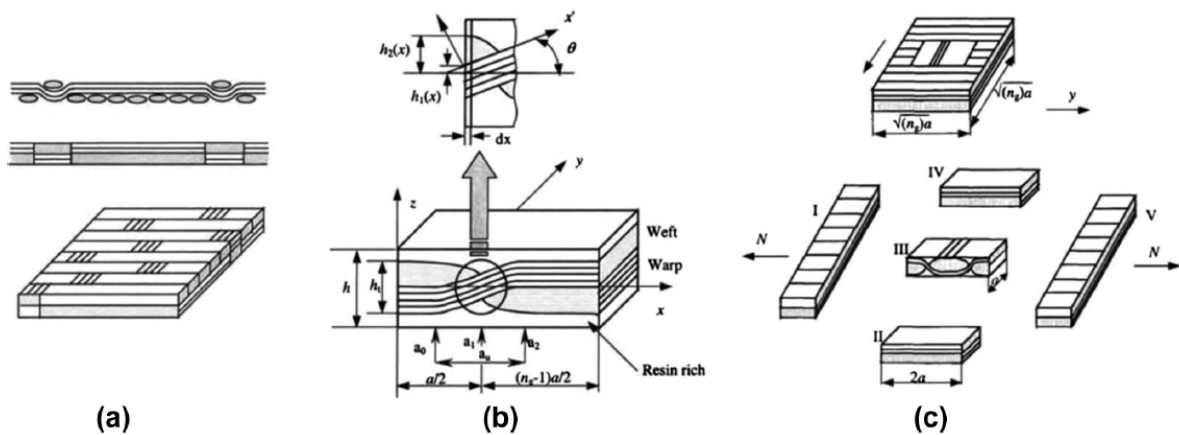 x'
h₂(x)
θ
h₁(x)
dx
y
z
Weft
Warp
h
hₜ
x
a₀
a₁
a₂
aᵤ
Resin rich
a/2
(n_g-1)a/2
y
√(n_g)a
√(n_g)a
IV
I
V
N
III
N
a
II
2a
(a)
(b)
(c)